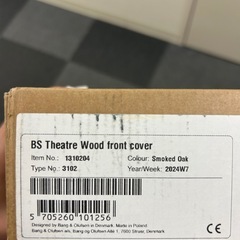 BS Theatre Wood front cover
Item No.: 1310204 Colour: Smoked Oak
Type No.: 3102 Year/Week: 2024W7
5 705260 101256
Designed by Bang & Olufsen in Denmark. Made in Poland
Bang & Olufsen a/s, Bang og Olufsen Allé 1, 7600 Struer, Denmark
CE